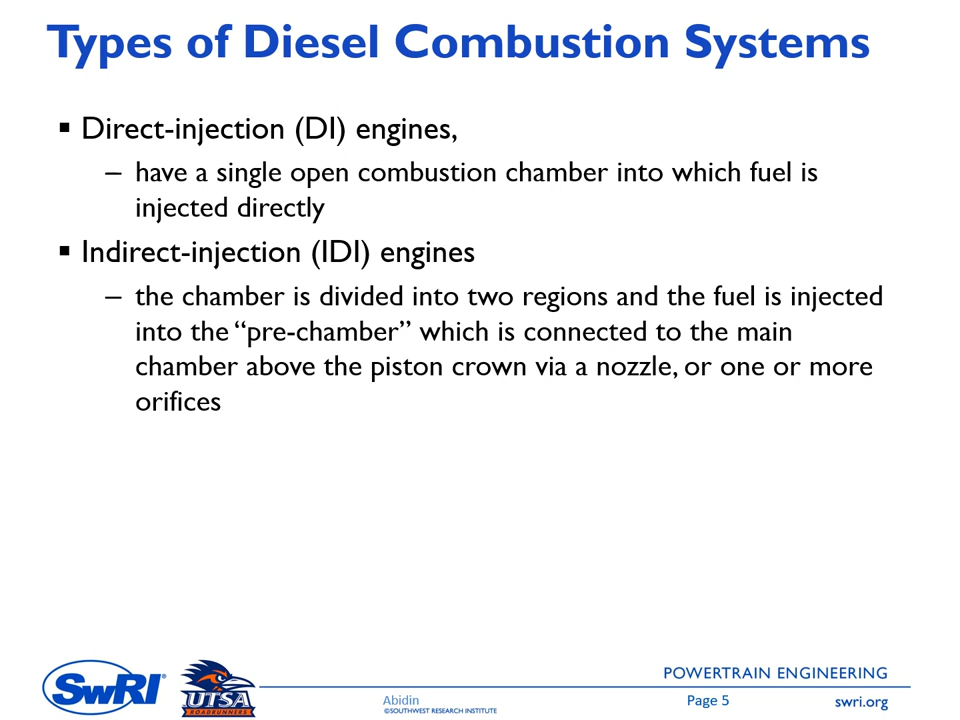 Types of Diesel Combustion Systems
▪ Direct-injection (DI) engines,
– have a single open combustion chamber into which fuel is
injected directly
▪ Indirect-injection (IDI) engines
– the chamber is divided into two regions and the fuel is injected
into the “pre-chamber” which is connected to the main
chamber above the piston crown via a nozzle, or one or more
orifices
POWERTRAIN ENGINEERING
SwRI®
UTSA
ROADRUNNERS
Abidin
©SOUTHWEST RESEARCH INSTITUTE
Page 5
swri.org